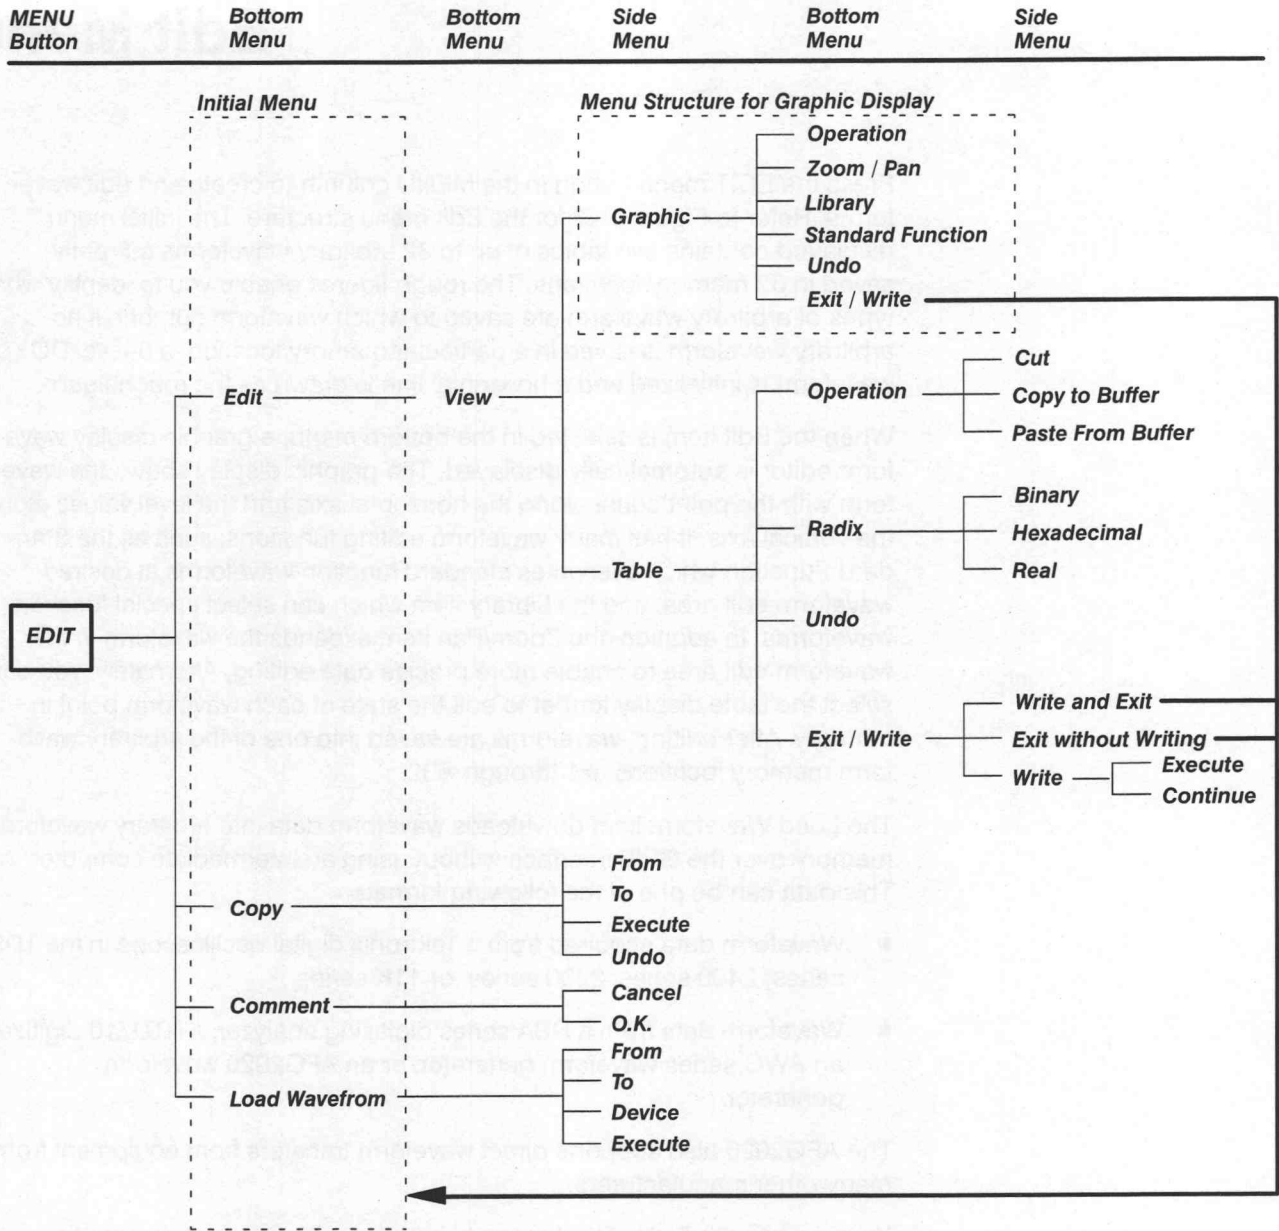 MENU Button
Bottom Menu
Bottom Menu
Side Menu
Bottom Menu
Side Menu
Initial Menu
Menu Structure for Graphic Display
Operation
Zoom / Pan
Library
Graphic
Standard Function
Undo
Exit / Write
Cut
Edit
View
Operation
Copy to Buffer
Paste From Buffer
Binary
Radix
Hexadecimal
Table
Real
EDIT
Undo
Write and Exit
Exit / Write
Exit without Writing
Write
Execute
Continue
From
To
Copy
Execute
Undo
Cancel
Comment
O.K.
From
To
Load Wavefrom
Device
Execute